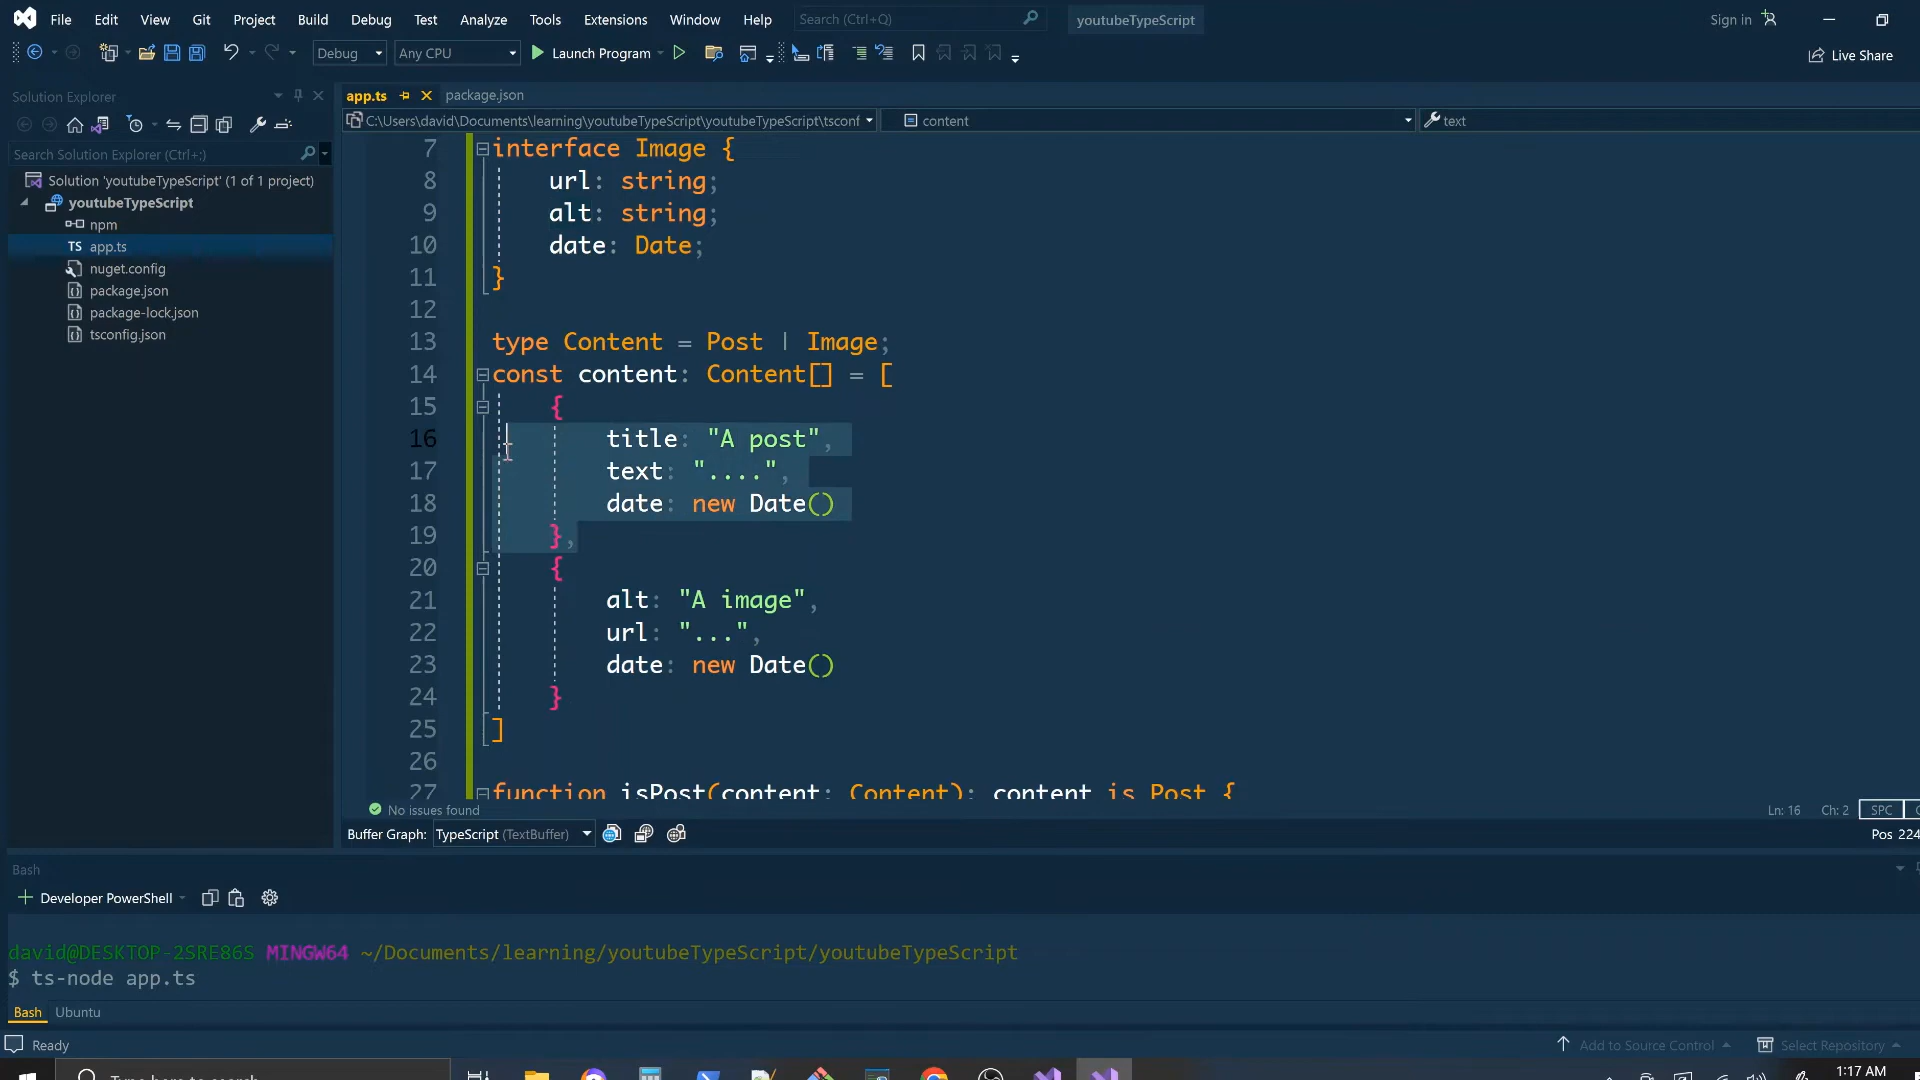 File Edit View Git Project Build Debug Test Analyze Tools Extensions Window Help Search (Ctrl+Q) youtubeTypeScript Sign in
Debug Any CPU Launch Program Live Share
Solution Explorer
app.ts package.json
C:\Users\david\Documents\learning\youtubeTypeScript\youtubeTypeScript\tsconf content text
Search Solution Explorer (Ctrl+;)
Solution 'youtubeTypeScript' (1 of 1 project)
youtubeTypeScript
npm
TS app.ts
nuget.config
package.json
package-lock.json
tsconfig.json
7 interface Image {
8 url: string;
9 alt: string;
10 date: Date;
11 }
12
13 type Content = Post | Image;
14 const content: Content[] = [
15 {
16 title: "A post",
17 text: "....",
18 date: new Date()
19 },
20 {
21 alt: "A image",
22 url: "...",
23 date: new Date()
24 }
25 ]
26
27 function isPost(content: Content): content is Post {
No issues found Ln: 16 Ch: 2 SPC
Buffer Graph: TypeScript (TextBuffer) Pos 224
Bash
Developer PowerShell
david@DESKTOP-2SRE86S MINGW64 ~/Documents/learning/youtubeTypeScript/youtubeTypeScript
$ ts-node app.ts
Bash Ubuntu
Ready Add to Source Control Select Repository
Type here to search 1:17 AM